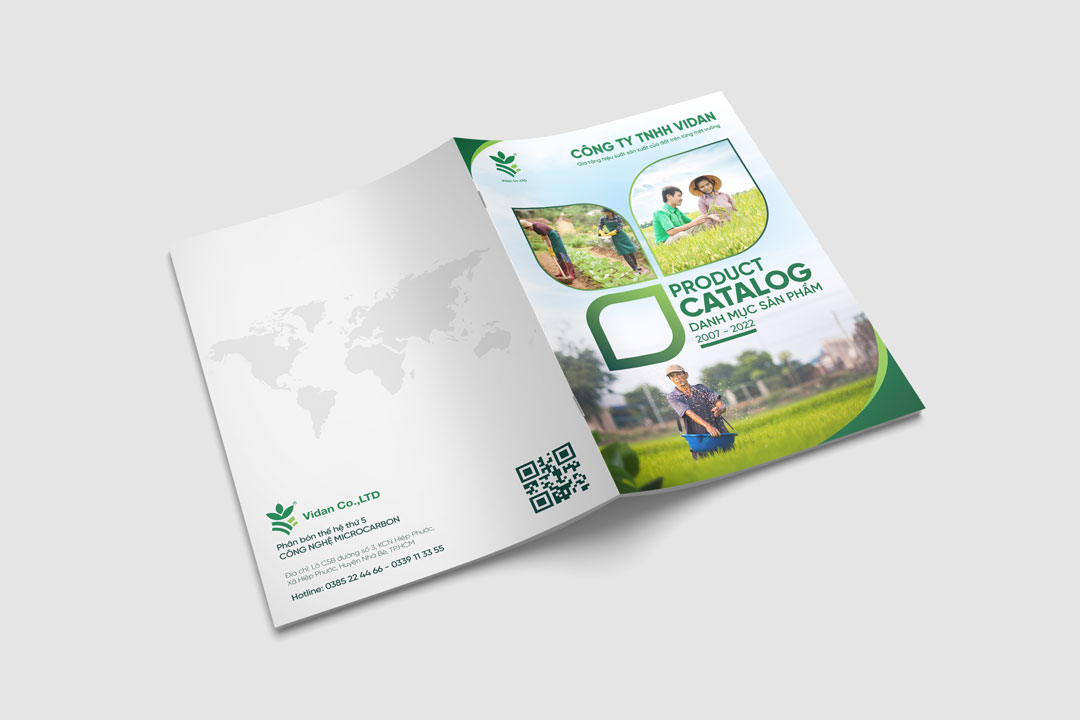 Vidan Co.,LTD
CÔNG TY TNHH VIDAN
Gia tăng hiệu suất sản xuất của đất trên từng mét vuông
PRODUCT
CATALOG
DANH MỤC SẢN PHẨM
2007 - 2022
Vidan Co.,LTD
Phân bón thế hệ thứ 5
CÔNG NGHỆ MICROCARBON
Địa chỉ: Lô C5B đường số 3, KCN Hiệp Phước,
Xã Hiệp Phước, Huyện Nhà Bè, TP.HCM
Hotline: 0385 22 44 66 - 0339 11 33 55